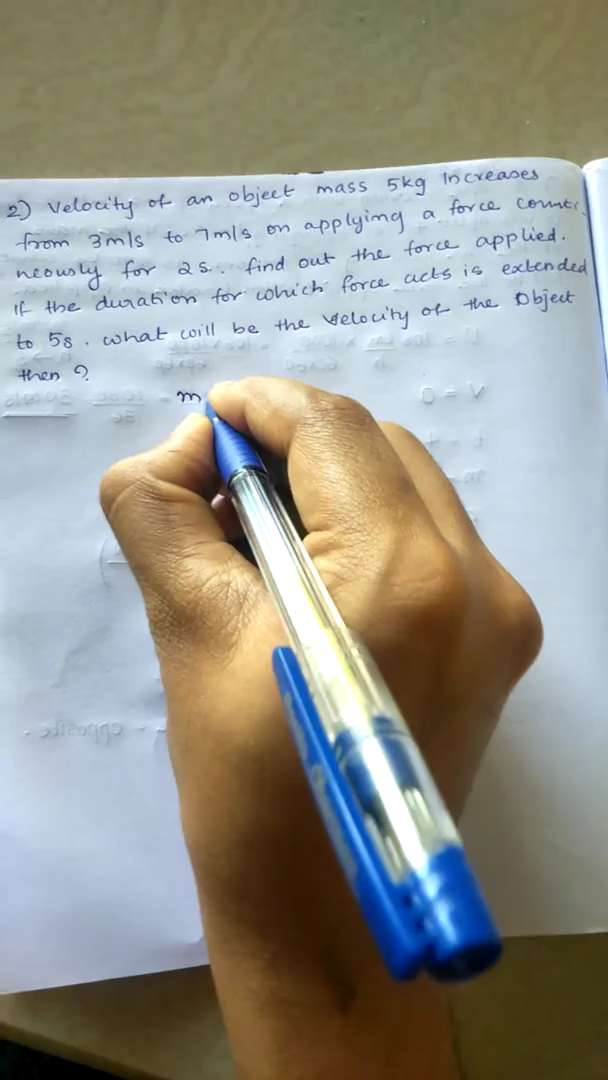 2) Velocity of an object mass 5kg Increases
from 3m/s to 7m/s on applying a force
neously for 2s. find out the force applied.
If the duration for which force acts is extended
to 5s. what will be the velocity of the Object
then ?
m